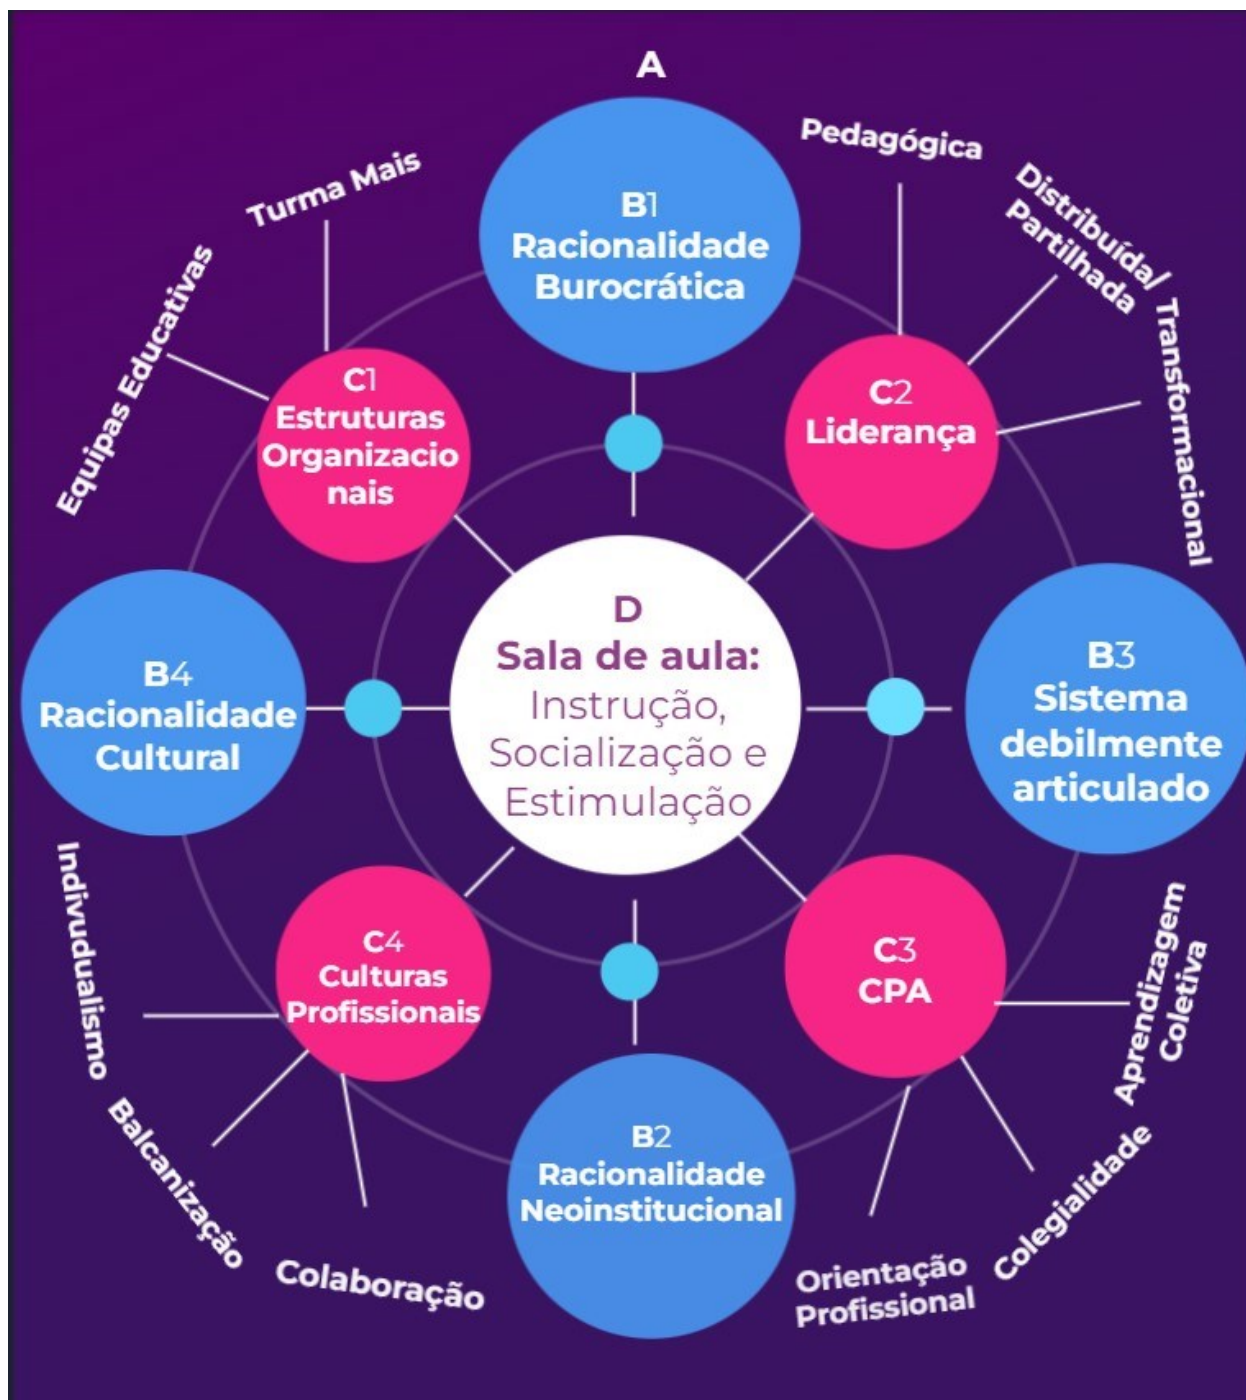 A
B1
Racionalidade
Burocrática
Pedagógica
Distribuída/
Partilhada
Transformacional
Turma Mais
Equipas Educativas
C1
Estruturas
Organizacio
nais
C2
Liderança
B4
Racionalidade
Cultural
D
Sala de aula:
Instrução,
Socialização e
Estimulação
B3
Sistema
debilmente
articulado
Indivudualismo
Balcanização
Colaboração
C4
Culturas
Profissionais
C3
CPA
Aprendizagem
Coletiva
Colegialidade
Orientação
Profissional
B2
Racionalidade
Neoinstitucional